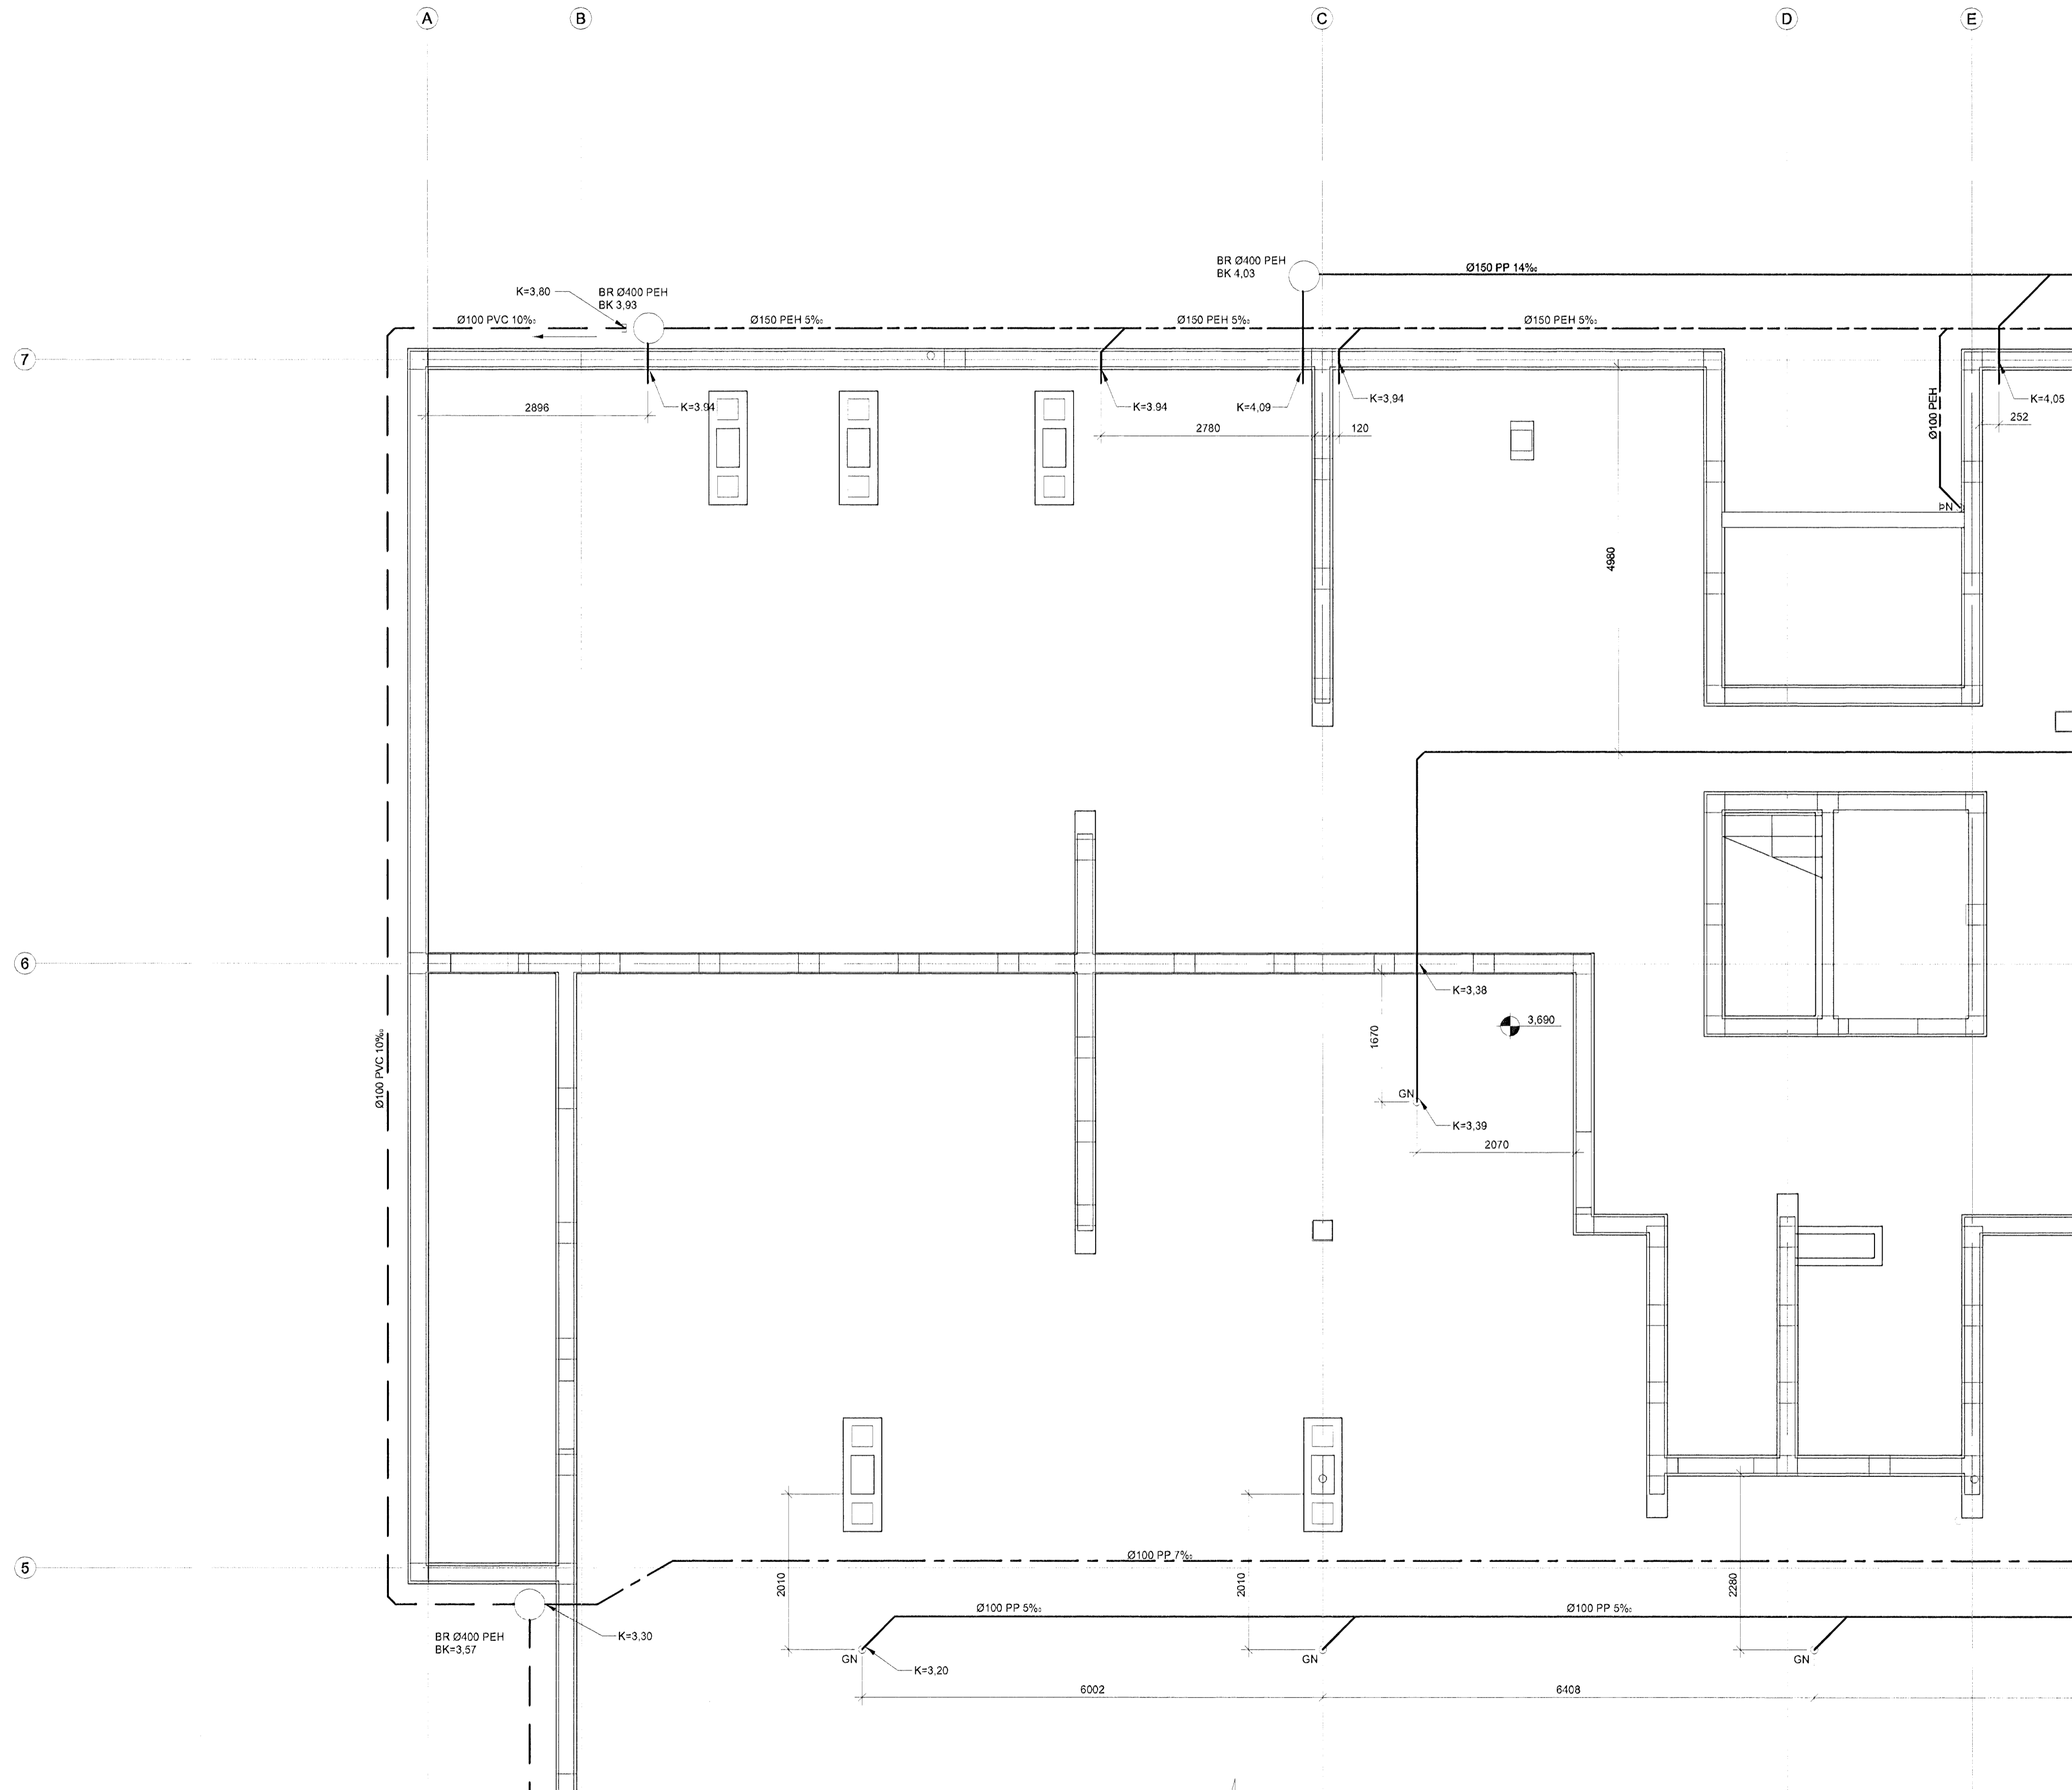 A
B
C
D
E
BR Ø400 PEH
BK 4,03
Ø150 PP 14‰
K=3,80
BR Ø400 PEH
BK 3,93
Ø100 PVC 10‰
Ø150 PEH 5‰
Ø150 PEH 5‰
Ø150 PEH 5‰
7
2896
K=3.94
K=3.94
K=4,09
K=3,94
K=4,05
2780
120
252
Ø100 PEH
ÞN
4980
6
K=3,38
3,690
1670
Ø100 PVC 10‰
GN
K=3,39
2070
5
Ø100 PP 7‰
2010
2010
2280
Ø100 PP 5‰
Ø100 PP 5‰
BR Ø400 PEH
BK=3,57
K=3,30
GN
K=3,20
GN
GN
6002
6408